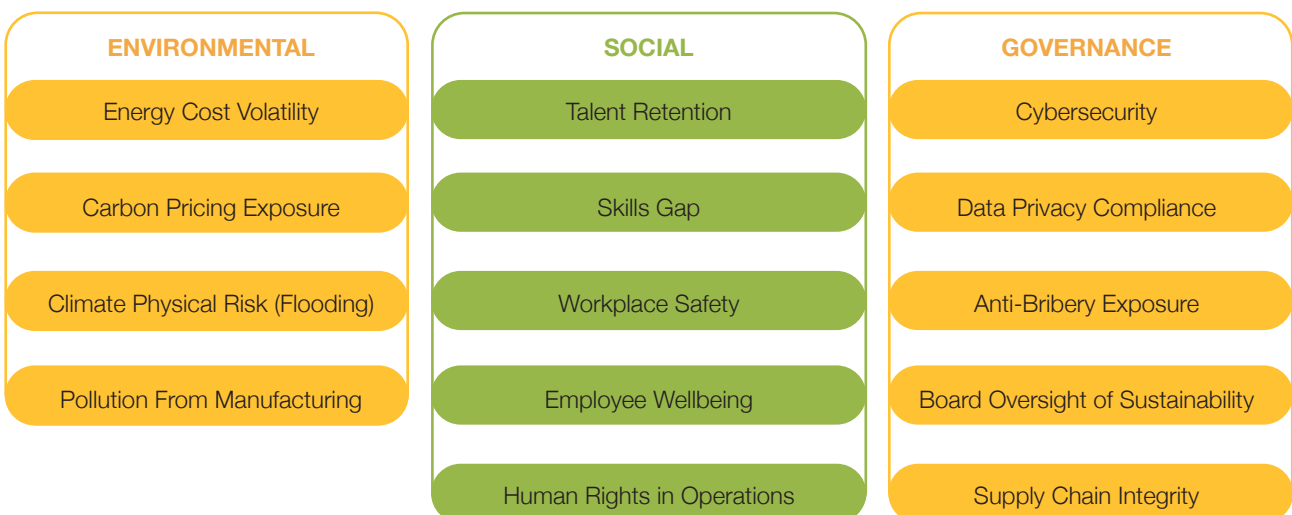 ENVIRONMENTAL
Energy Cost Volatility
Carbon Pricing Exposure
Climate Physical Risk (Flooding)
Pollution From Manufacturing
SOCIAL
Talent Retention
Skills Gap
Workplace Safety
Employee Wellbeing
Human Rights in Operations
GOVERNANCE
Cybersecurity
Data Privacy Compliance
Anti-Bribery Exposure
Board Oversight of Sustainability
Supply Chain Integrity